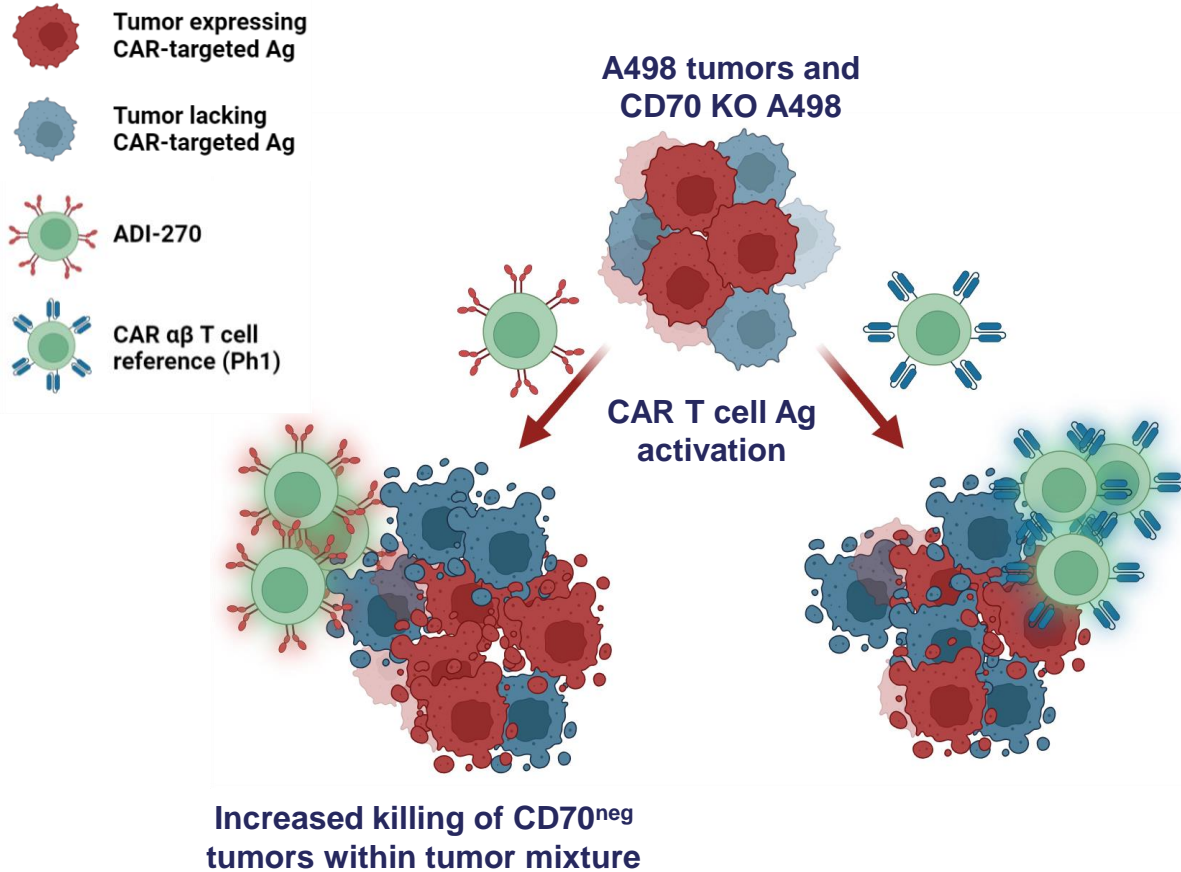 Tumor expressing
CAR-targeted Ag
Tumor lacking
CAR-targeted Ag
ADI-270
CAR αβ T cell
reference (Ph1)
A498 tumors and
CD70 KO A498
CAR T cell Ag
activation
Increased killing of CD70neg
tumors within tumor mixture